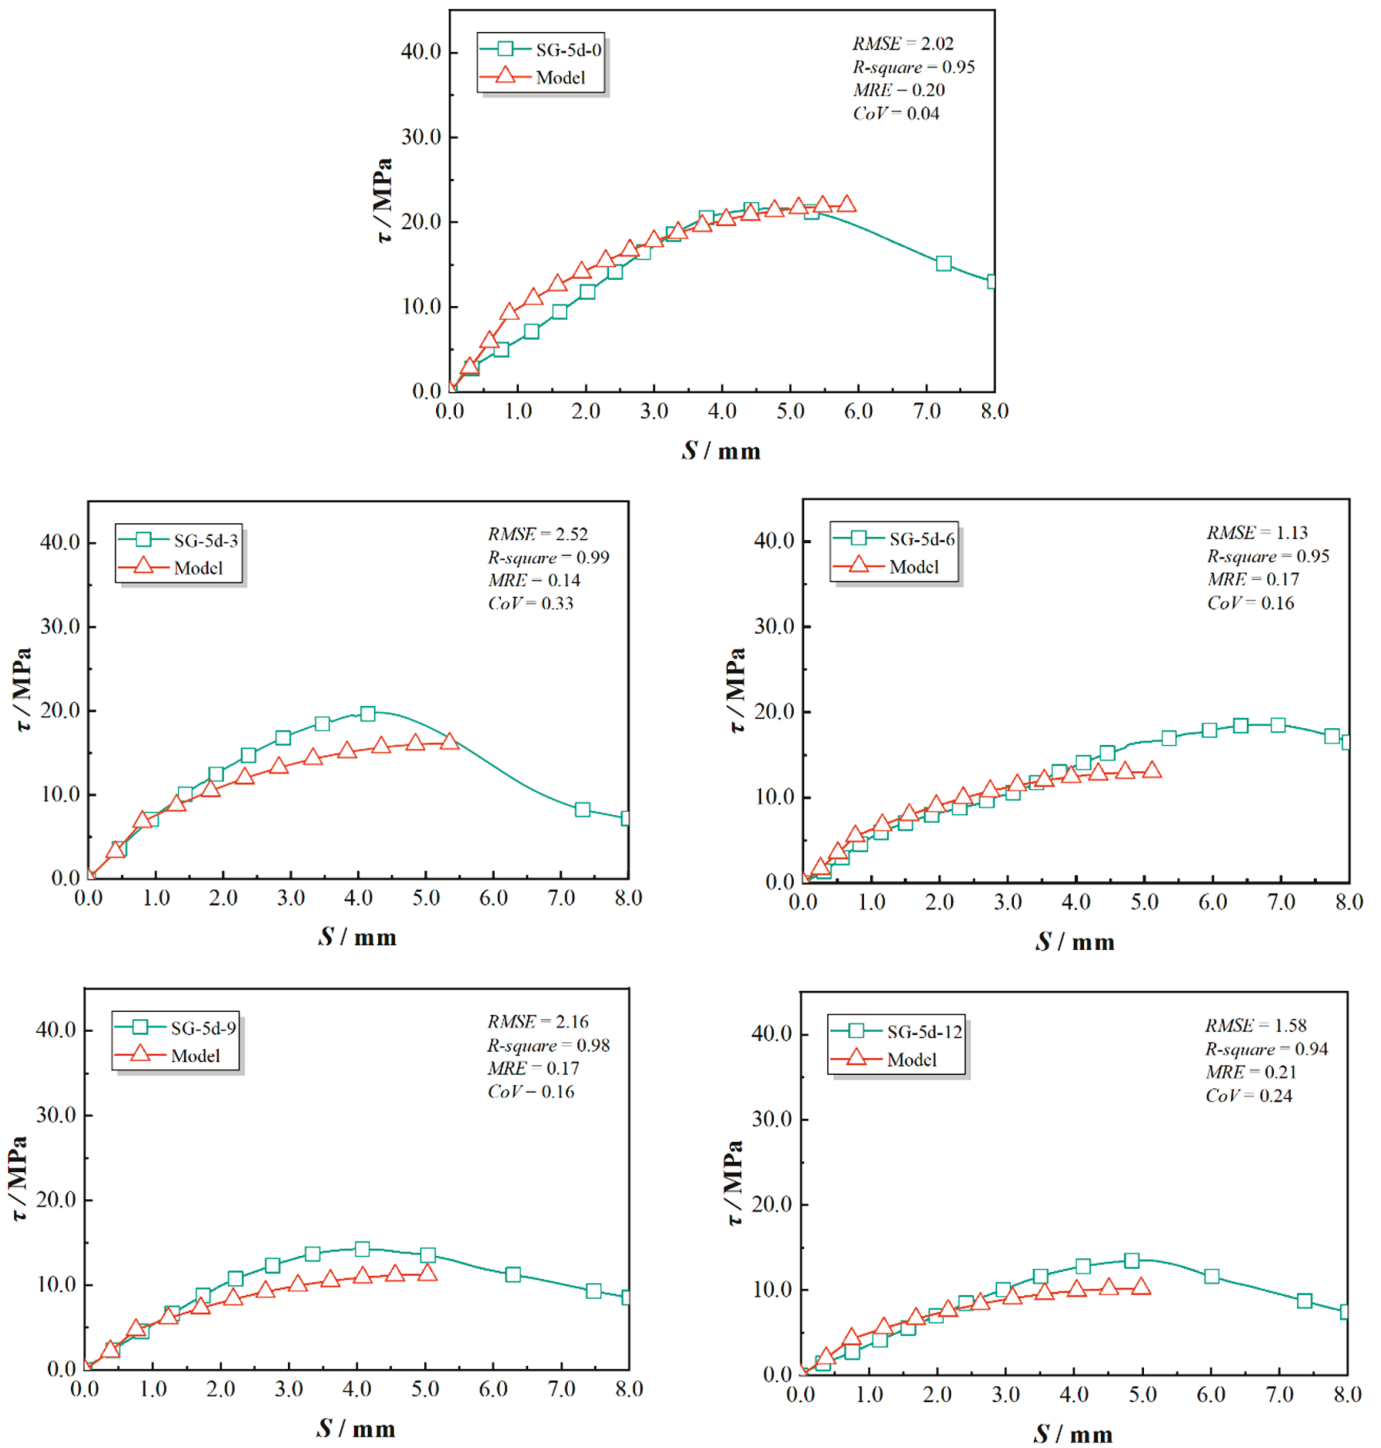 SG-5d-0
Model
RMSE = 2.02
R-square = 0.95
MRE = 0.20
CoV = 0.04
40.0
30.0
20.0
10.0
0.0
τ / MPa
0.0 1.0 2.0 3.0 4.0 5.0 6.0 8.0
S / mm
SG-5d-3
Model
RMSE = 2.52
R-square = 0.99
MRE = 0.14
CoV = 0.33
40.0
30.0
20.0
10.0
0.0
τ / MPa
0.0 1.0 2.0 3.0 4.0 5.0 6.0 8.0
S / mm
SG-5d-6
Model
RMSE = 1.13
R-square = 0.95
MRE = 0.17
CoV = 0.16
40.0
30.0
20.0
10.0
0.0
τ / MPa
0.0 1.0 2.0 3.0 4.0 5.0 6.0 7.0 8.0
S / mm
SG-5d-9
Model
RMSE = 2.16
R-square = 0.98
MRE = 0.17
CoV = 0.16
40.0
30.0
20.0
10.0
0.0
τ / MPa
0.0 1.0 2.0 3.0 4.0 5.0 6.0 7.0 8.0
S / mm
SG-5d-12
Model
RMSE = 1.58
R-square = 0.94
MRE = 0.21
CoV = 0.24
40.0
30.0
20.0
10.0
0.0
τ / MPa
0.0 1.0 2.0 3.0 4.0 5.0 6.0 7.0 8.0
S / mm